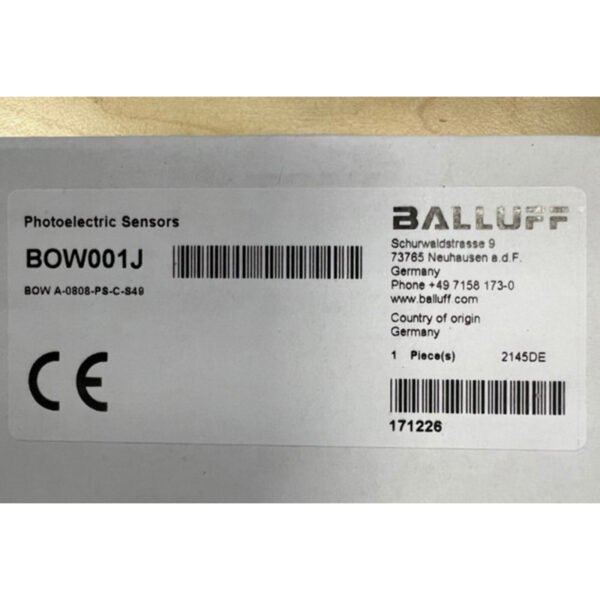 Photoelectric Sensors
BOW001J
BOW A-0808-PS-C-S49
CE
BALLUFF
Schurwaldstrasse 9
73765 Neuhausen a.d.F.
Germany
Phone +49 7158 173-0
www.balluff.com
Country of origin
Germany
1 Piece(s) 2145DE
171226